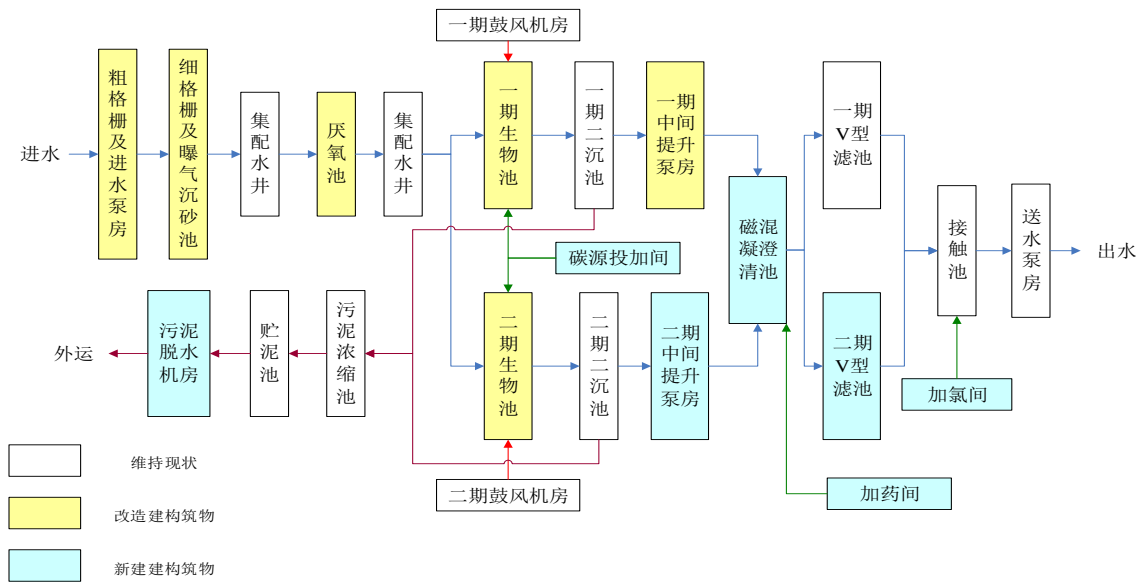 一期鼓风机房
进水
粗格栅及进水泵房
细格栅及曝气沉砂池
集配水井
厌氧池
集配水井
一期生物池
一期二沉池
一期
中间
提升
泵房
磁混
凝澄
清池
一期
V型
滤池
接触池
送水泵房
出水
碳源投加间
外运
污泥
脱水
机房
贮泥池
污泥浓缩池
二期生物池
二期二沉池
二期
中间
提升
泵房
二期
V型
滤池
加氯间
二期鼓风机房
加药间
维持现状
改造建构筑物
新建建构筑物